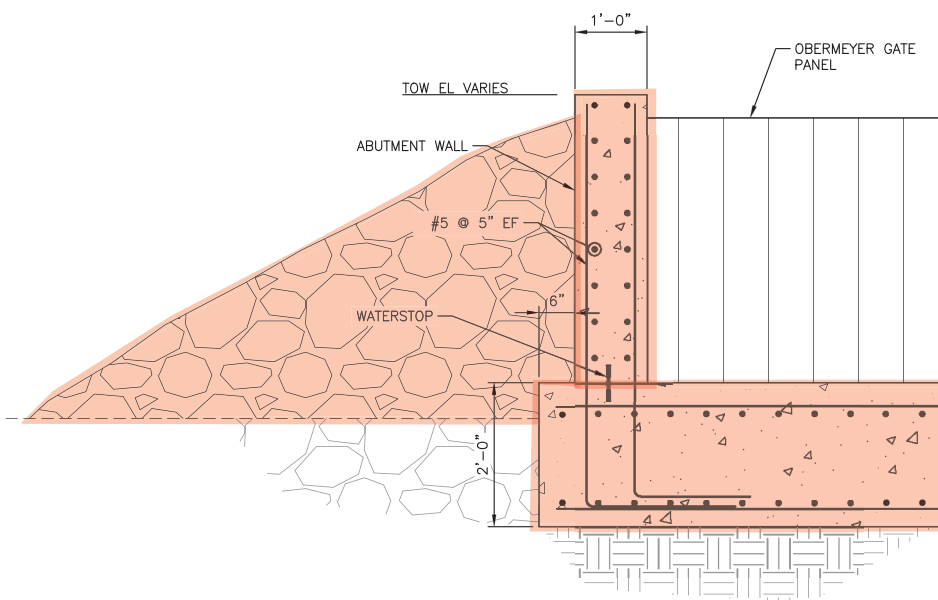 1'-0"
OBERMEYER GATE
PANEL
TOW EL VARIES
ABUTMENT WALL
#5 @ 5" EF
6"
WATERSTOP
2'-0"